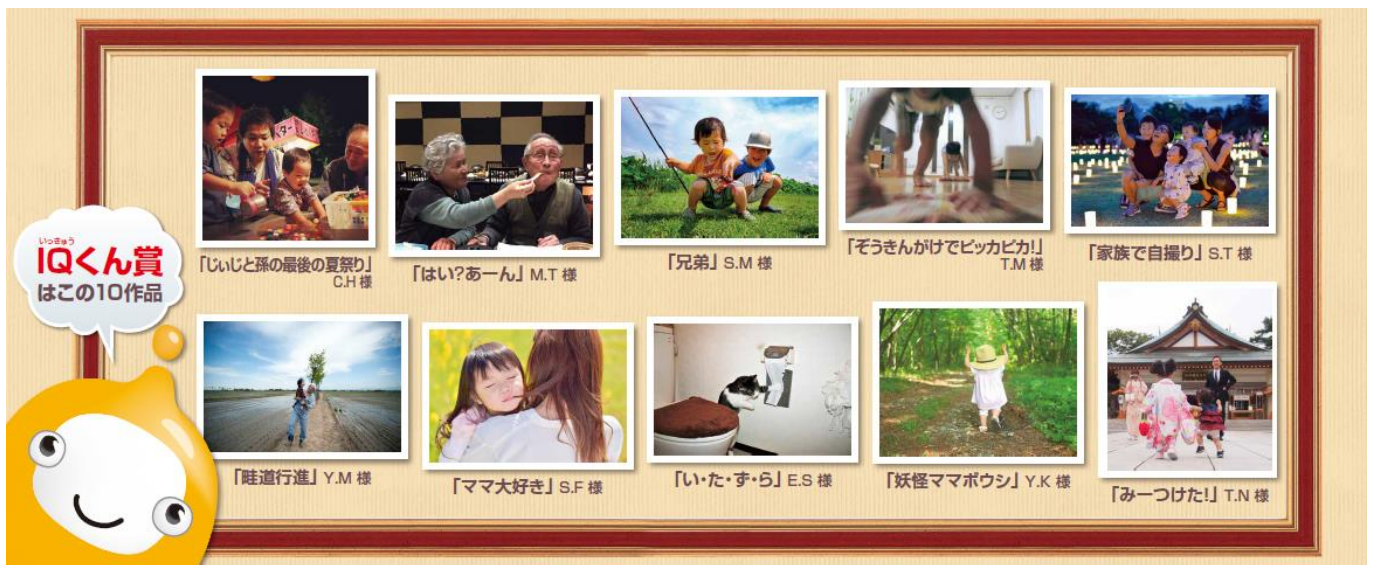 いっきゅう
IQくん賞
はこの10作品
「じぃじと孫の最後の夏祭り」
C.H 様
「はい?あーん」 M.T 様
「兄弟」 S.M 様
「ぞうきんがけでピッカピカ!」
T.M 様
「家族で自撮り」 S.T 様
「畦道行進」 Y.M 様
「ママ大好き」 S.F 様
「い・た・ず・ら」 E.S 様
「妖怪ママボウシ」 Y.K 様
「みーつけた!」 T.N 様